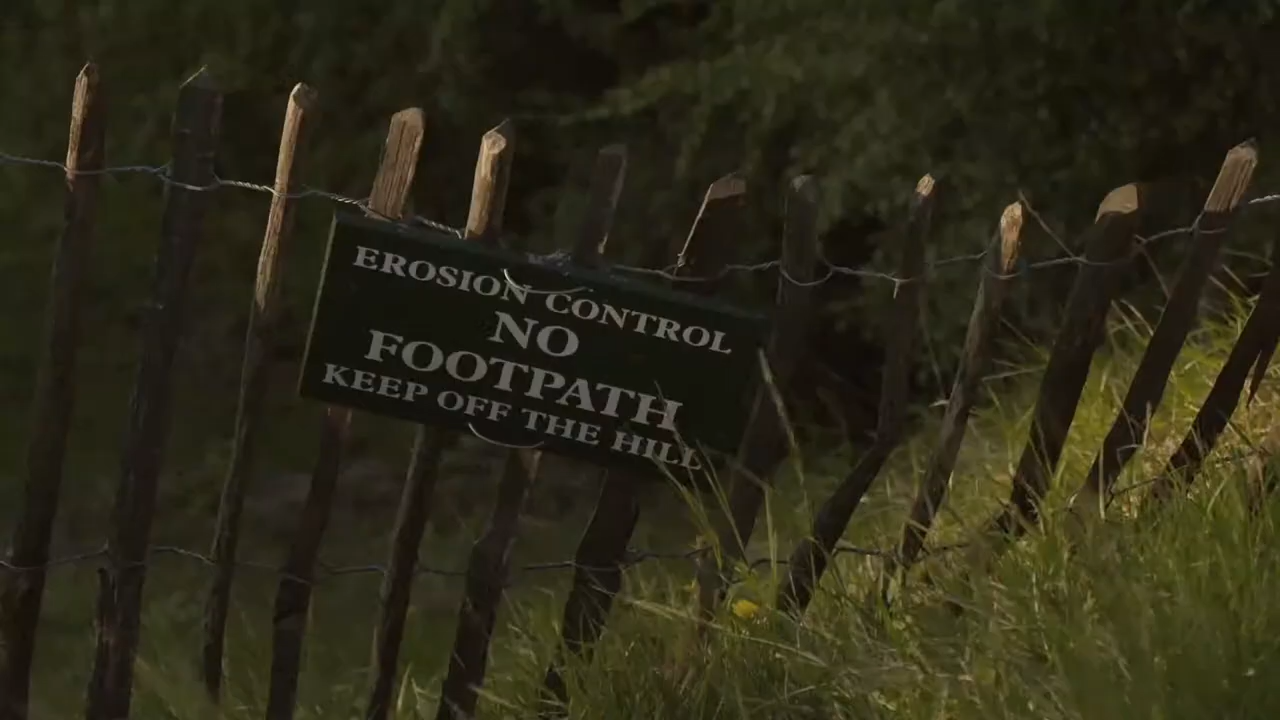 EROSION CONTROL
NO
FOOTPATH
KEEP OFF THE HILL